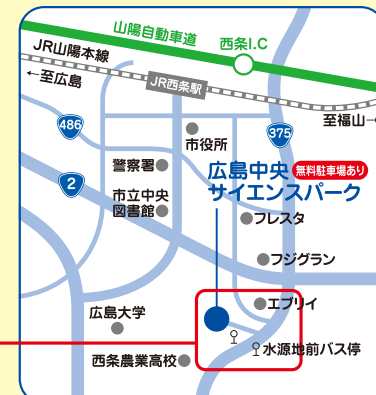 山陽自動車道
西条I.C
JR山陽本線
←至広島
JR西条駅
至福山→
486
375
市役所
警察署
広島中央
サイエンスパーク
無料駐車場あり
2
市立中央
図書館
フレスタ
フジグラン
エブリイ
広島大学
水源地前バス停
西条農業高校